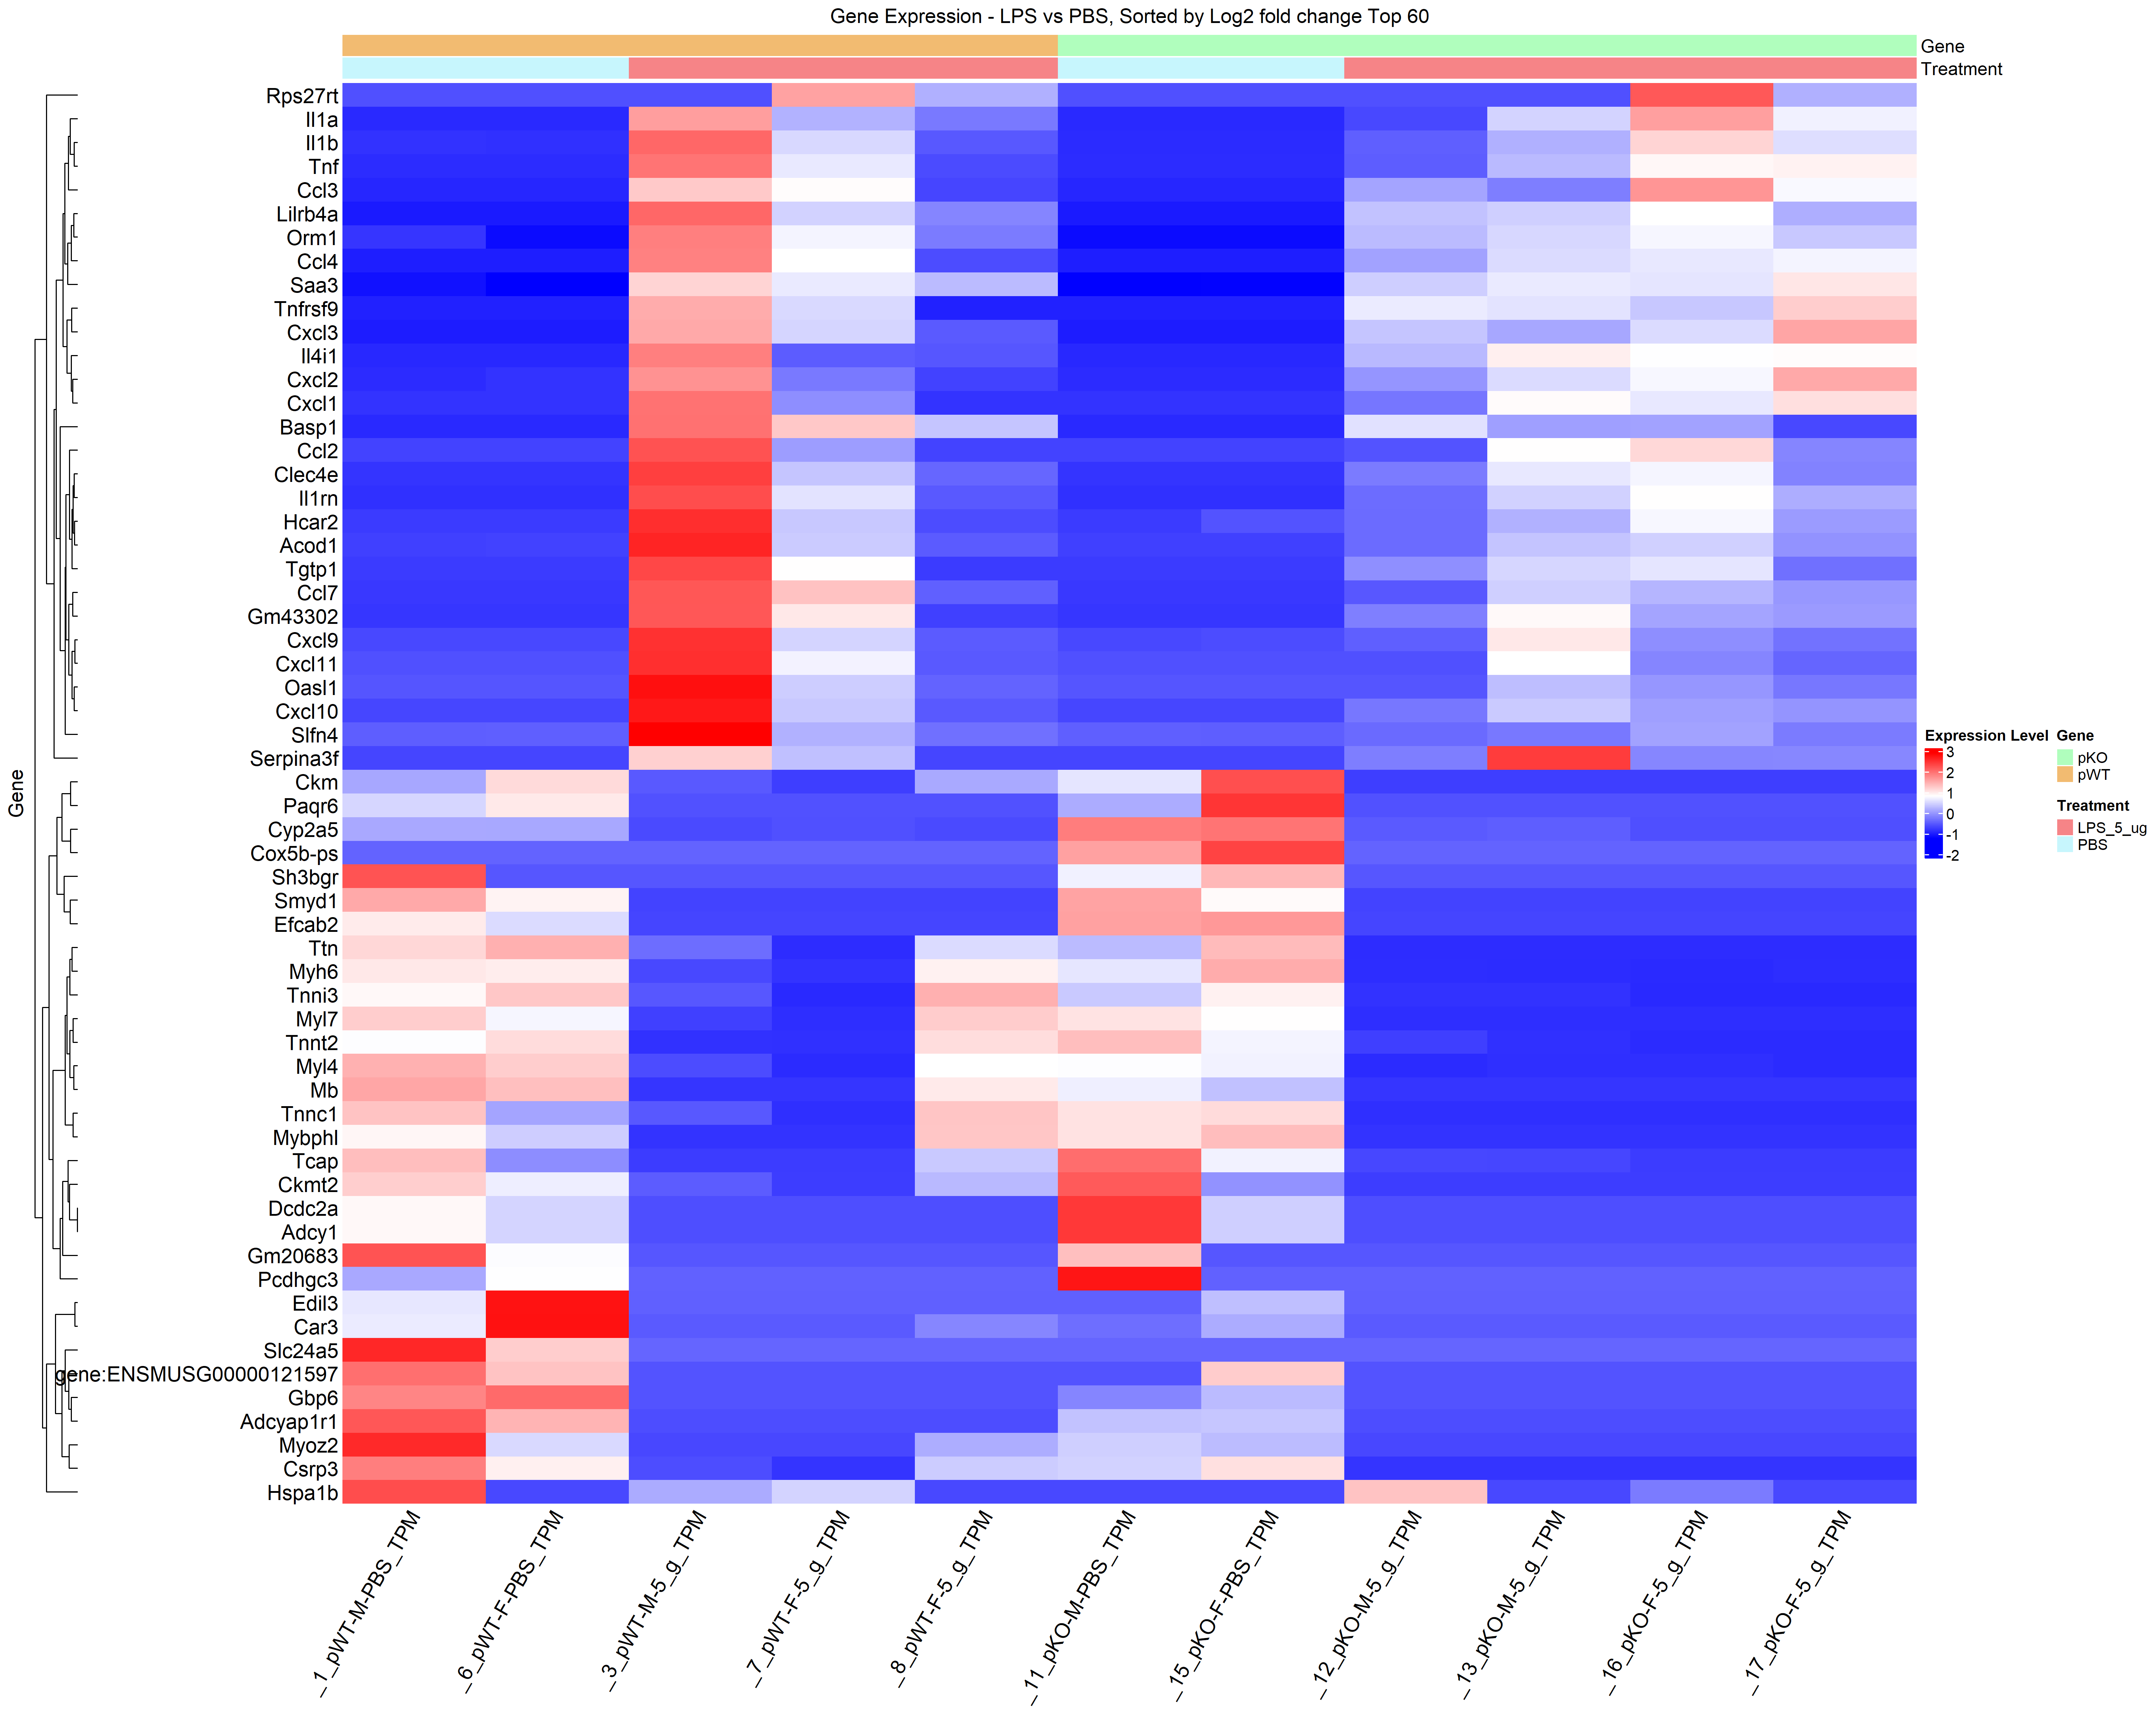 Gene Expression - LPS vs PBS, Sorted by Log2 fold change Top 60
Gene
Treatment
Rps27rt
Il1a
Il1b
Tnf
Ccl3
Lilrb4a
Orm1
Ccl4
Saa3
Tnfrsf9
Cxcl3
Il4i1
Cxcl2
Cxcl1
Basp1
Ccl2
Clec4e
Il1rn
Hcar2
Acod1
Tgtp1
Ccl7
Gm43302
Cxcl9
Cxcl11
Oasl1
Cxcl10
Slfn4
Serpina3f
Ckm
Paqr6
Cyp2a5
Cox5b-ps
Sh3bgr
Smyd1
Efcab2
Ttn
Myh6
Tnni3
Myl7
Tnnt2
Myl4
Mb
Tnnc1
Mybphl
Tcap
Ckmt2
Dcdc2a
Adcy1
Gm20683
Pcdhgc3
Edil3
Car3
Slc24a5
gene:ENSMUSG00000121597
Gbp6
Adcyap1r1
Myoz2
Csrp3
Hspa1b
Gene
_1_pWT-M-PBS_TPM
_6_pWT-F-PBS_TPM
_3_pWT-M-5_g_TPM
_7_pWT-F-5_g_TPM
_8_pWT-F-5_g_TPM
_11_pKO-M-PBS_TPM
_15_pKO-F-PBS_TPM
_12_pKO-M-5_g_TPM
_13_pKO-M-5_g_TPM
_16_pKO-F-5_g_TPM
_17_pKO-F-5_g_TPM
Expression Level
3
2
1
0
-1
-2
Gene
pKO
pWT
Treatment
LPS_5_ug
PBS